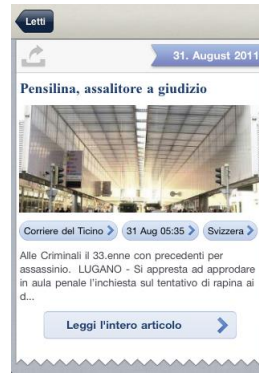 Letti
31. August 2011
Pensilina, assalitore a giudizio
Corriere del Ticino
31 Aug 05:35
Svizzera
Alle Criminali il 33.enne con precedenti per
assassinio. LUGANO - Si appresta ad approdare
in aula penale l'inchiesta sul tentativo di rapina ai
d...
Leggi l'intero articolo